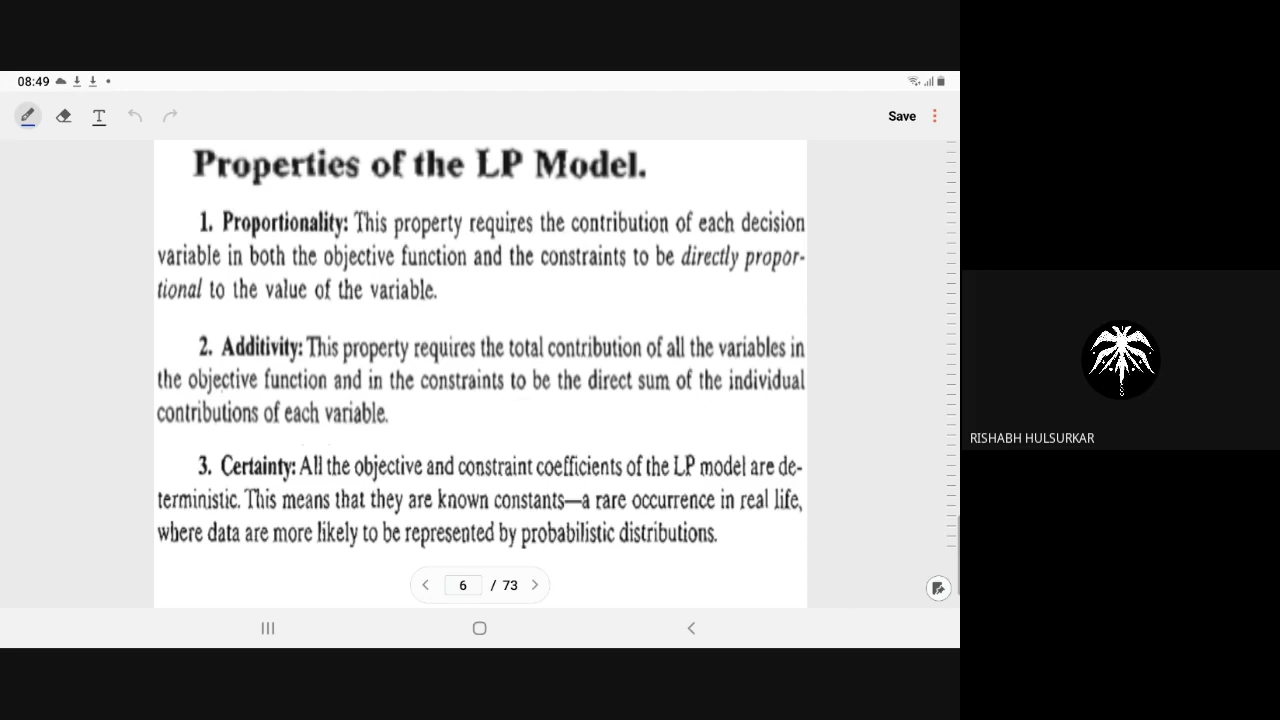 08:49
Save
Properties of the LP Model.
1. Proportionality: This property requires the contribution of each decision
variable in both the objective function and the constraints to be directly propor-
tional to the value of the variable.
2. Additivity: This property requires the total contribution of all the variables in
the objective function and in the constraints to be the direct sum of the individual
contributions of each variable.
3. Certainty: All the objective and constraint coefficients of the LP model are de-
terministic. This means that they are known constants—a rare occurrence in real life,
where data are more likely to be represented by probabilistic distributions.
6 / 73
RISHABH HULSURKAR